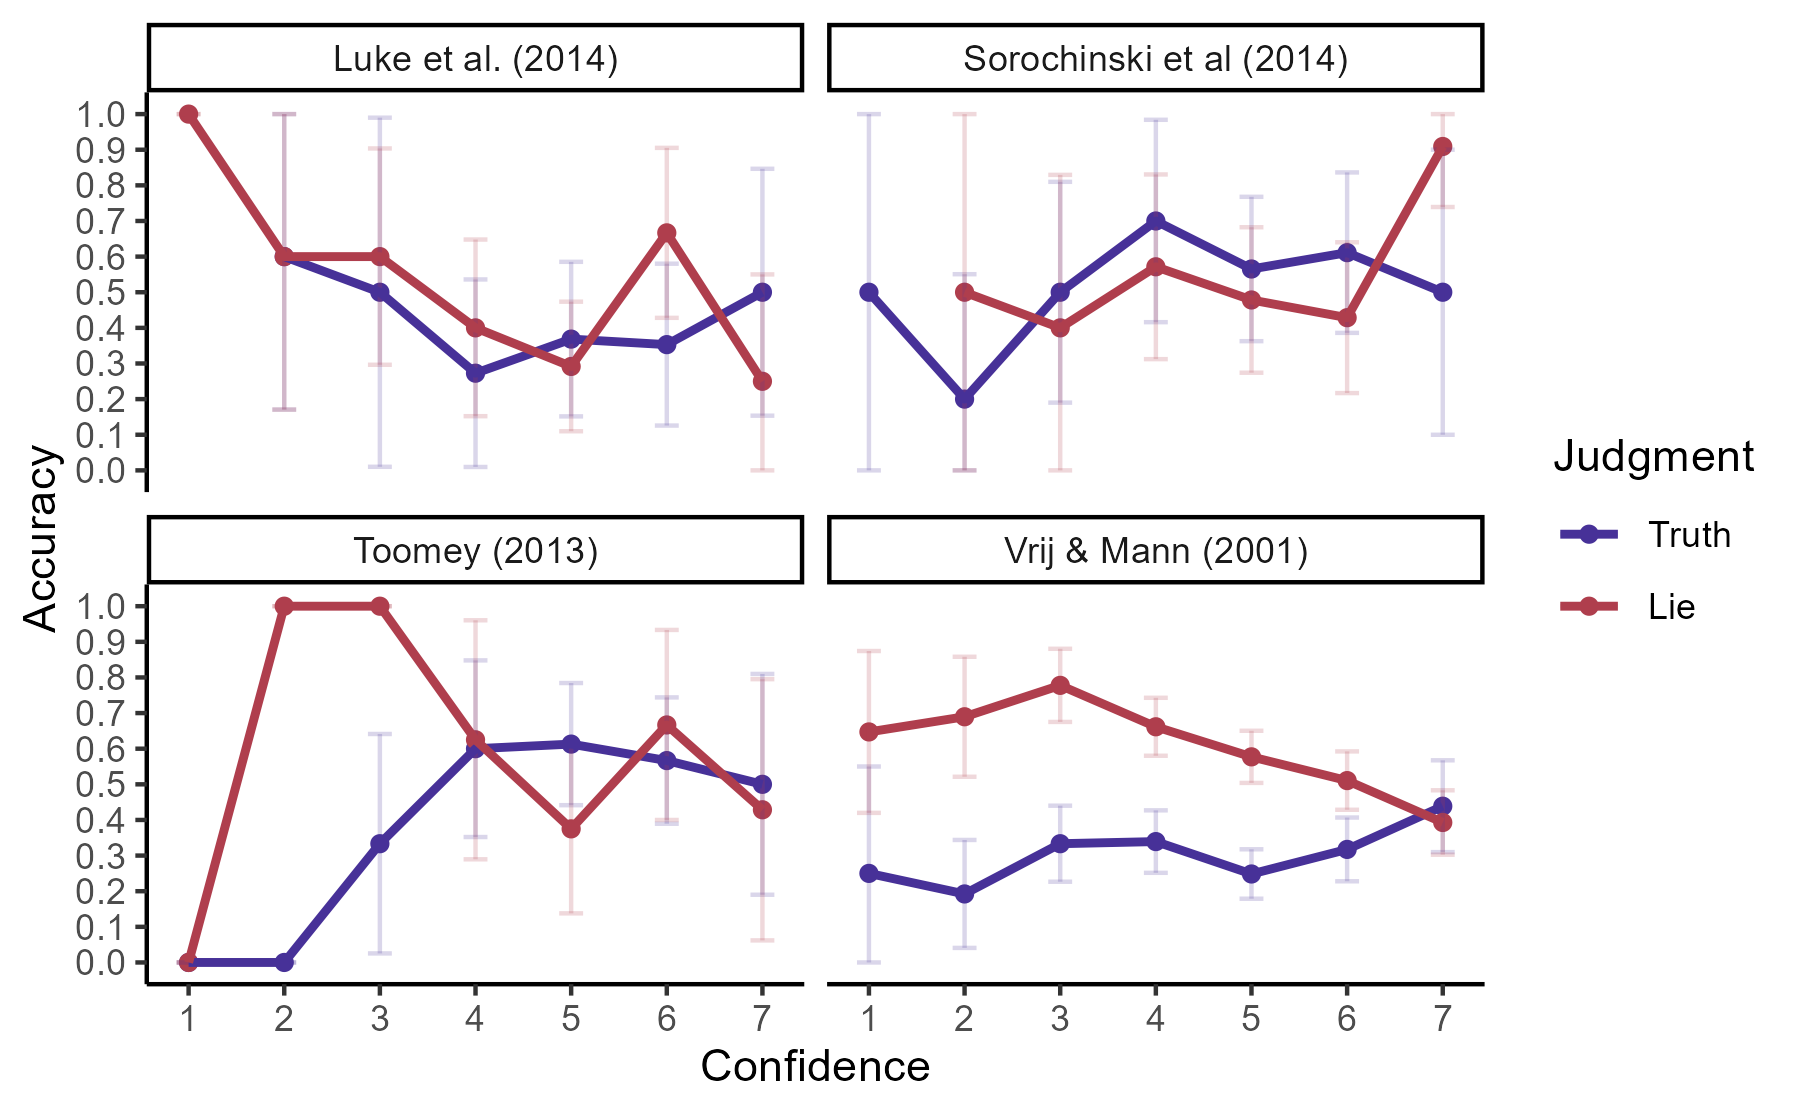 Luke et al. (2014)
Sorochinski et al (2014)
1.0
0.9
0.8
0.7
0.6
0.5
0.4
0.3
0.2
0.1
0.0
Toomey (2013)
Vrij & Mann (2001)
1.0
0.9
0.8
0.7
0.6
0.5
0.4
0.3
0.2
0.1
0.0
1 2 3 4 5 6 7
1 2 3 4 5 6 7
Confidence
Accuracy
Judgment
Truth
Lie